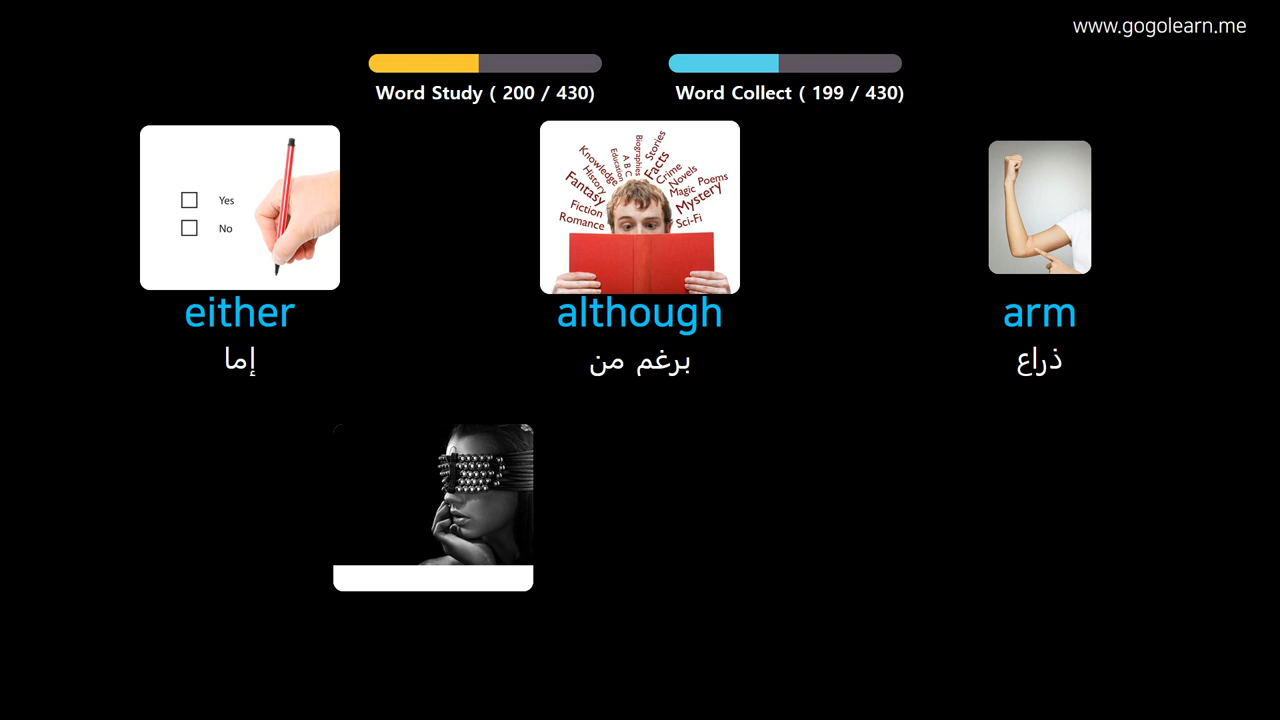 www.gogolearn.me
Word Study ( 200 / 430)
Word Collect ( 199 / 430)
Yes
No
Knowledge
History
Fantasy
Fiction
Romance
Education
A B C
Biographies
Stories
Facts
Crime
Novels
Magic
Poems
Mystery
Sci-Fi
either
although
arm
إما
برغم من
ذراع